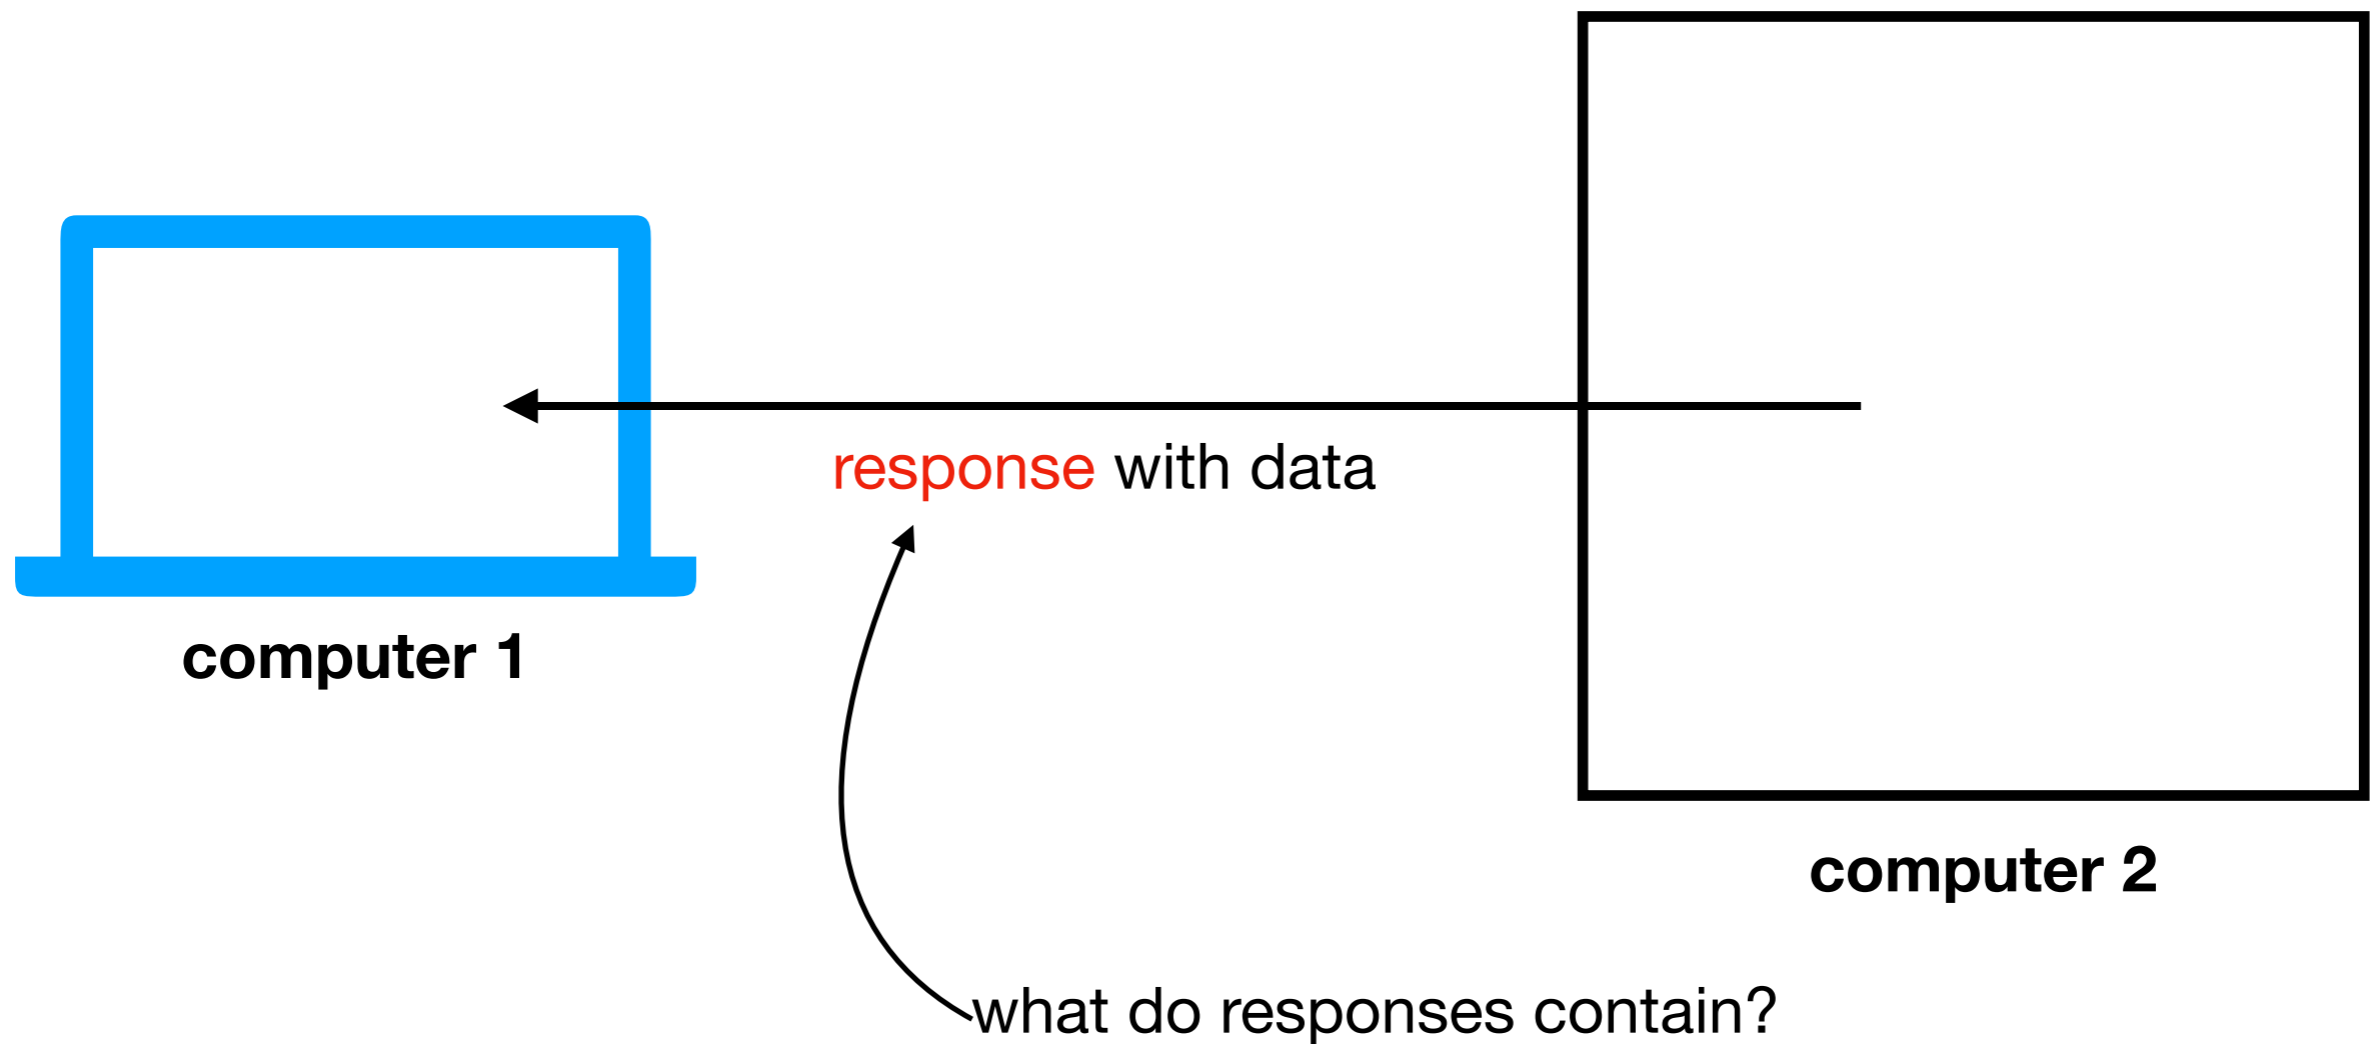 response with data
computer 1
computer 2
what do responses contain?